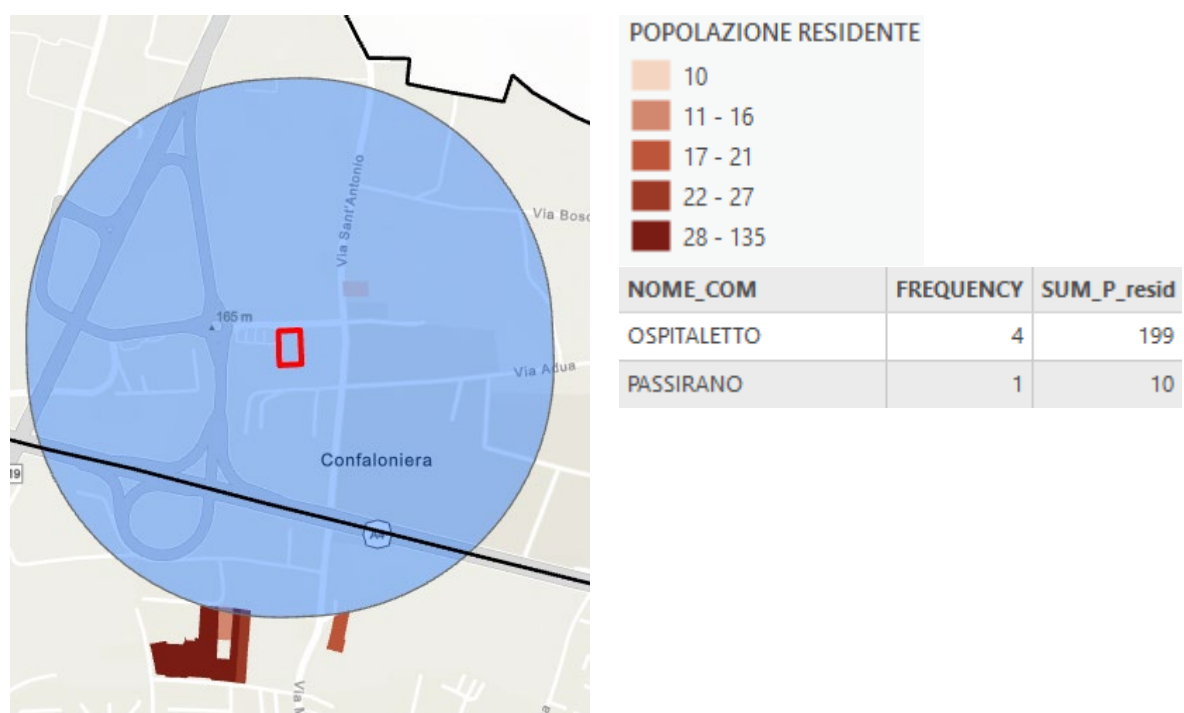 Via Sant'Antonio
Via Bosc
165 m
Via Adua
Confaloniera
19
A4
Via M
POPOLAZIONE RESIDENTE
10
11 - 16
17 - 21
22 - 27
28 - 135
NOME_COM FREQUENCY SUM_P_resid
OSPITALETTO 4 199
PASSIRANO 1 10